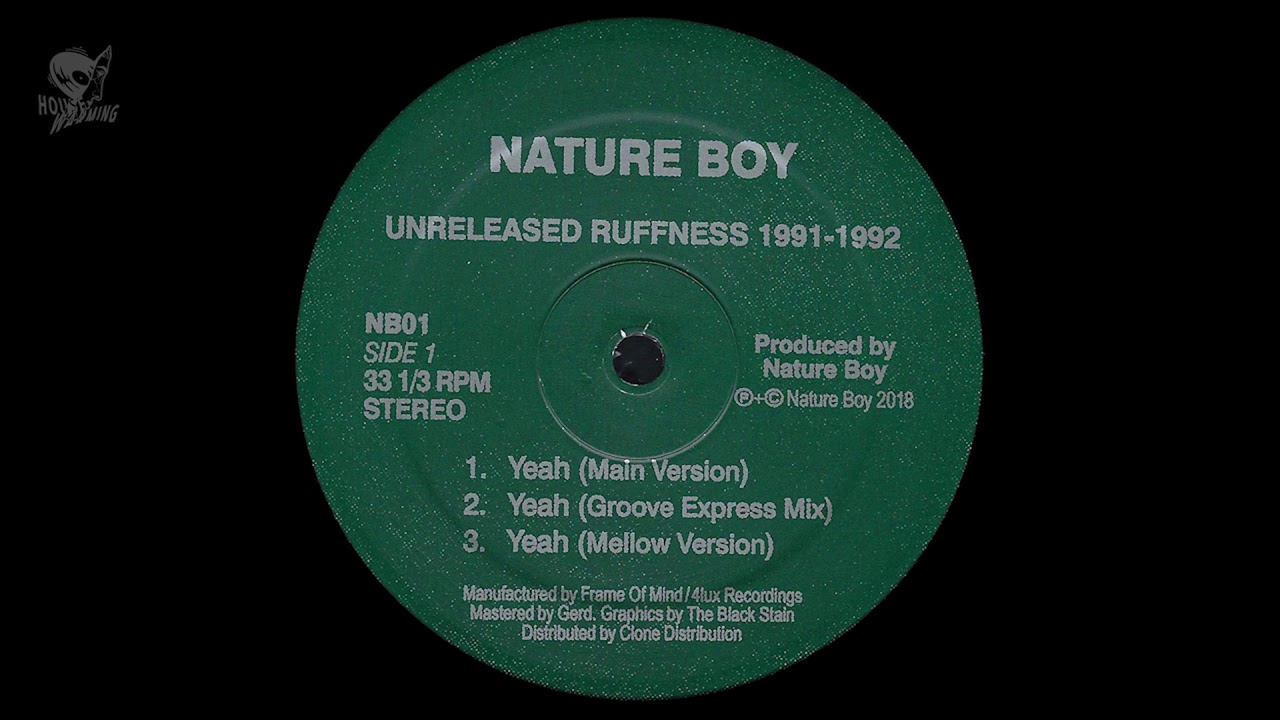 HOUSE
WARMING
NATURE BOY
UNRELEASED RUFFNESS 1991-1992
NB01
SIDE 1
33 1/3 RPM
STEREO
Produced by
Nature Boy
Ⓟ+© Nature Boy 2018
1. Yeah (Main Version)
2. Yeah (Groove Express Mix)
3. Yeah (Mellow Version)
Manufactured by Frame Of Mind / 4lux Recordings
Mastered by Gerd. Graphics by The Black Stain
Distributed by Clone Distribution